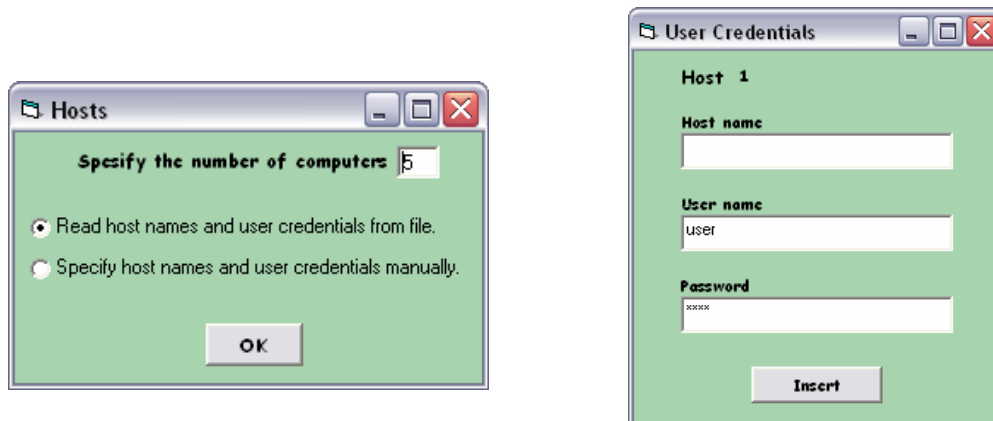 Hosts
Spesify the number of computers 5
Read host names and user credentials from file.
Specify host names and user credentials manually.
OK
User Credentials
Host 1
Host name
User name
user
Password
****
Insert